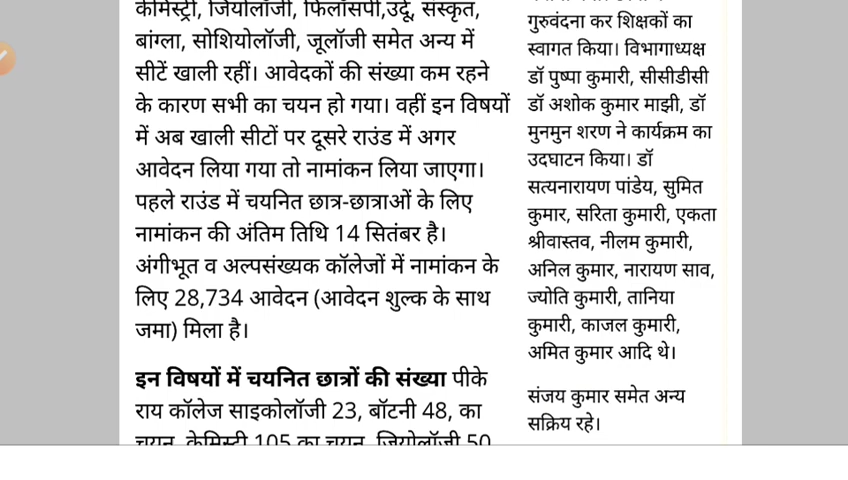 केमिस्ट्री, जियोलॉजी, फिलॉसपी,उर्दू, संस्कृत,
बांग्ला, सोशियोलॉजी, जूलॉजी समेत अन्य में
सीटें खाली रहीं। आवेदकों की संख्या कम रहने
के कारण सभी का चयन हो गया। वहीं इन विषयों
में अब खाली सीटों पर दूसरे राउंड में अगर
आवेदन लिया गया तो नामांकन लिया जाएगा।
पहले राउंड में चयनित छात्र-छात्राओं के लिए
नामांकन की अंतिम तिथि 14 सितंबर है।
अंगीभूत व अल्पसंख्यक कॉलेजों में नामांकन के
लिए 28,734 आवेदन (आवेदन शुल्क के साथ
जमा) मिला है।
इन विषयों में चयनित छात्रों की संख्या पीके
राय कॉलेज साइकोलॉजी 23, बॉटनी 48, का
चयन, केमिस्ट्री 105 का चयन, जियोलॉजी 50
गुरुवंदना कर शिक्षकों का
स्वागत किया। विभागाध्यक्ष
डॉ पुष्पा कुमारी, सीसीडीसी
डॉ अशोक कुमार माझी, डॉ
मुनमुन शरण ने कार्यक्रम का
उदघाटन किया। डॉ
सत्यनारायण पांडेय, सुमित
कुमार, सरिता कुमारी, एकता
श्रीवास्तव, नीलम कुमारी,
अनिल कुमार, नारायण साव,
ज्योति कुमारी, तानिया
कुमारी, काजल कुमारी,
अमित कुमार आदि थे।
संजय कुमार समेत अन्य
सक्रिय रहे।